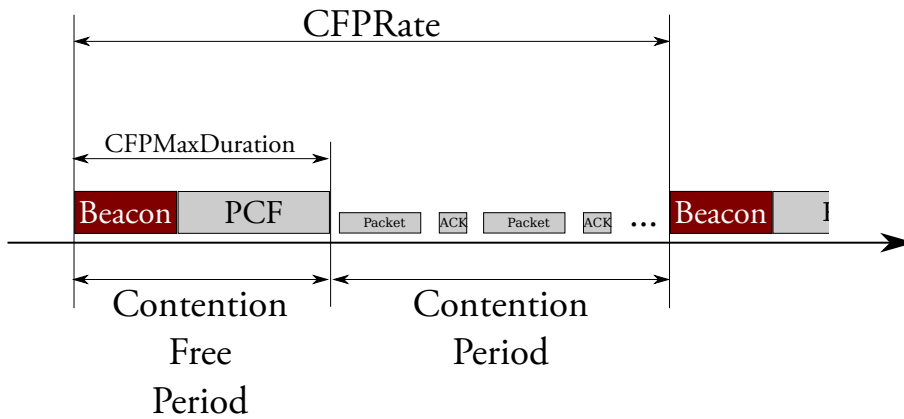 CFPRate
CFPMaxDuration
Beacon PCF Packet ACK Packet ACK ... Beacon
Contention Free Period
Contention Period